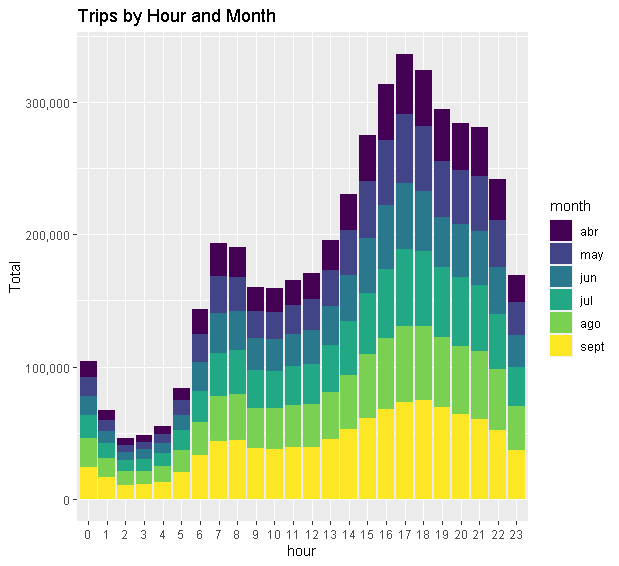 Trips by Hour and Month
Total
300,000
200,000
100,000
0
0 1 2 3 4 5 6 7 8 9 10 11 12 13 14 15 16 17 18 19 20 21 22 23
hour
month
abr
may
jun
jul
ago
sept